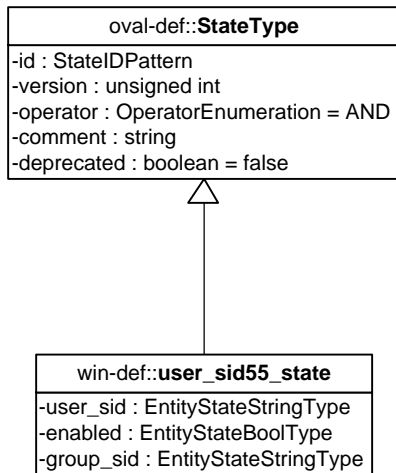 oval-def::StateType
-id : StateIDPattern
-version : unsigned int
-operator : OperatorEnumeration = AND
-comment : string
-deprecated : boolean = false
win-def::user_sid55_state
-user_sid : EntityStateStringType
-enabled : EntityStateBoolType
-group_sid : EntityStateStringType